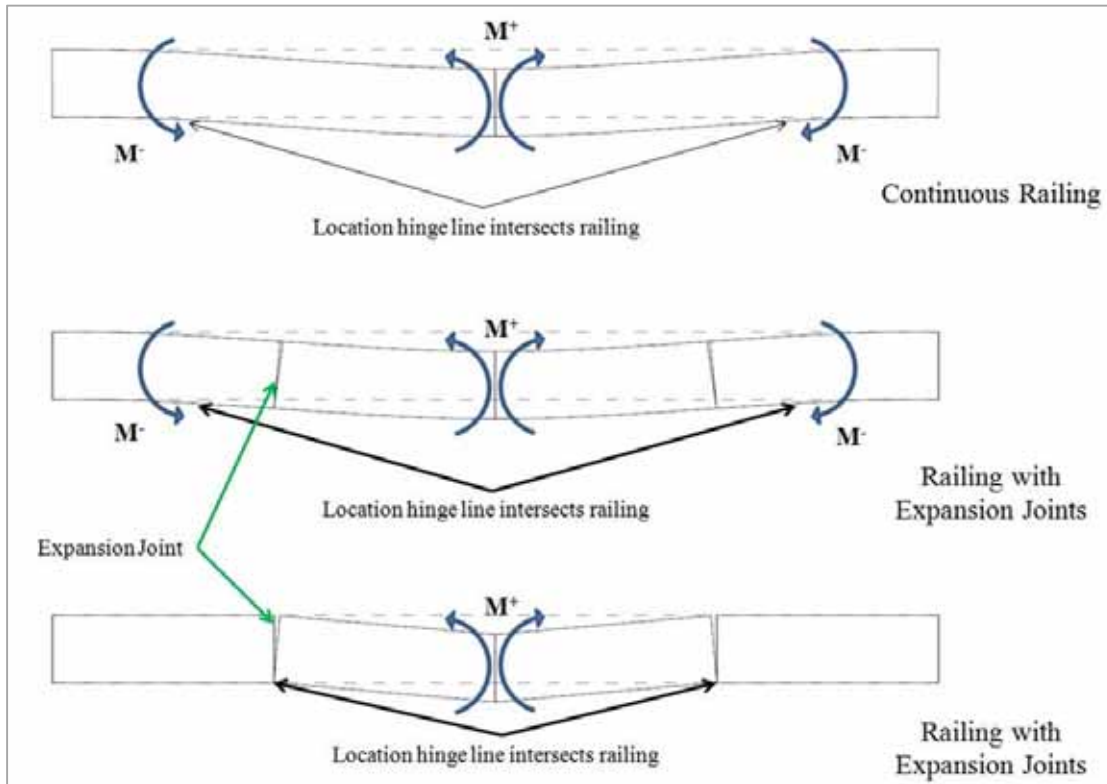 M⁺
M⁻
M⁻
Continuous Railing
Location hinge line intersects railing
M⁺
M⁻
M⁻
Location hinge line intersects railing
Railing with
Expansion Joints
Expansion Joint
M⁺
Location hinge line intersects railing
Railing with
Expansion Joints